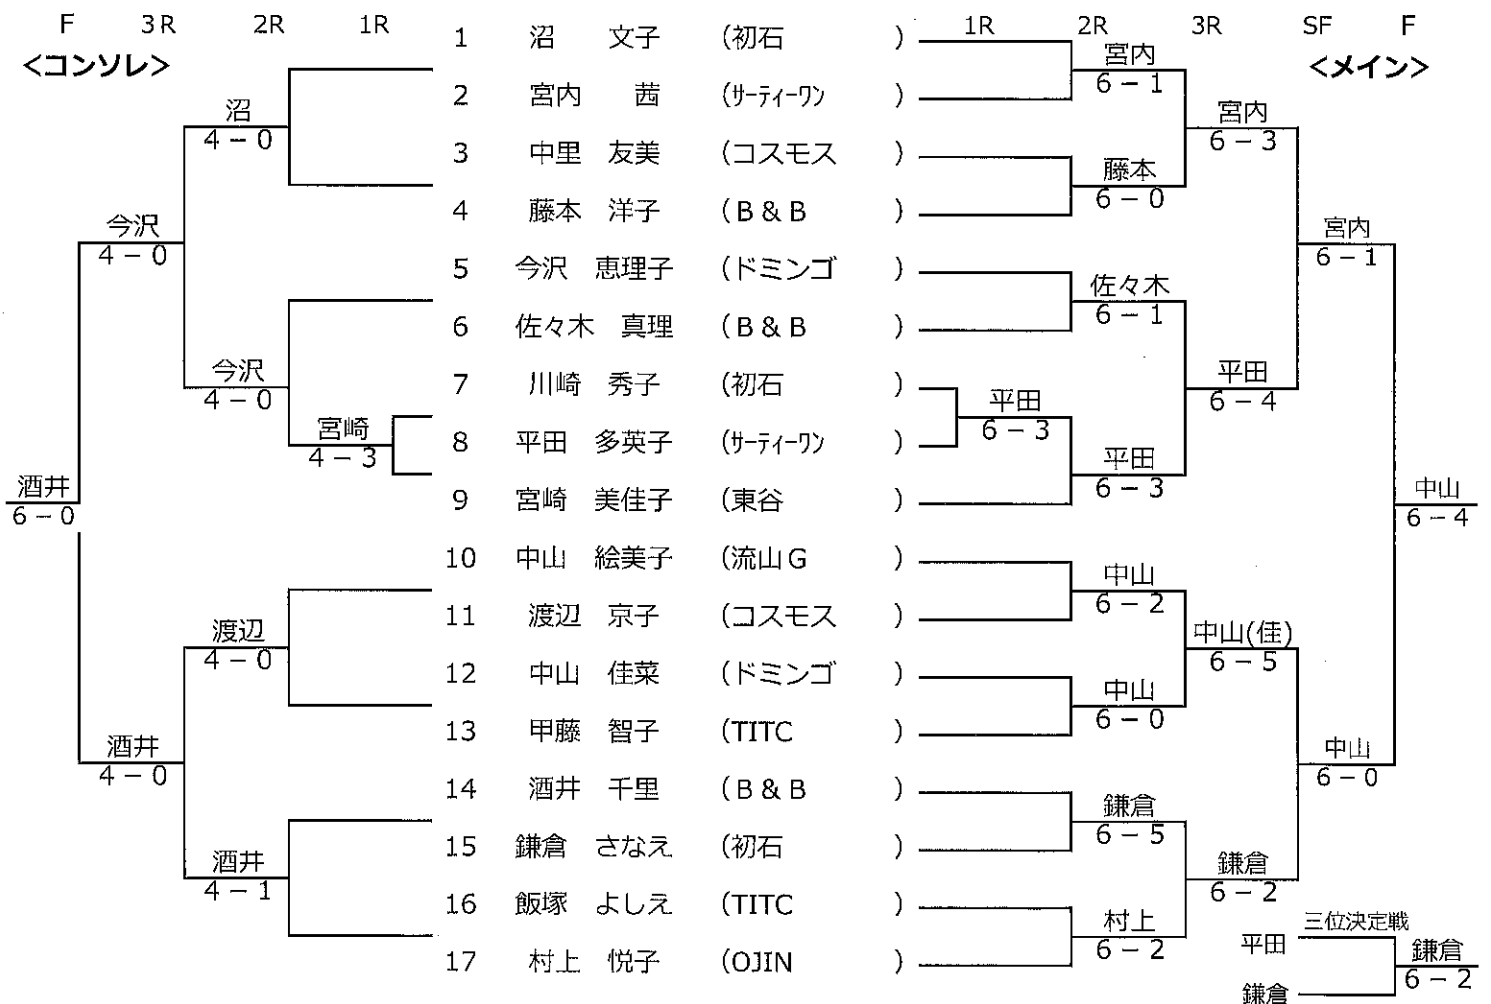 F 3R 2R 1R 1R 2R 3R SF F
<コンソレ> <メイン>
1 沼 文子 (初石 )
宮内
6－1
2 宮内 茜 (サーティーワン )
沼
4－0
宮内
6－3
3 中里 友美 (コスモス )
藤本
6－0
4 藤本 洋子 (B＆B )
今沢
4－0
宮内
6－1
5 今沢 恵理子 (ドミンゴ )
佐々木
6－1
6 佐々木 真理 (B＆B )
今沢
4－0
平田
6－4
7 川崎 秀子 (初石 )
平田
6－3
宮崎
4－3
8 平田 多英子 (サーティーワン )
平田
6－3
酒井
6－0
9 宮崎 美佳子 (東谷 )
中山
6－4
10 中山 絵美子 (流山G )
中山
6－2
11 渡辺 京子 (コスモス )
渡辺
4－0
中山(佳)
6－5
12 中山 佳菜 (ドミンゴ )
中山
6－0
13 甲藤 智子 (TITC )
酒井
4－0
中山
6－0
14 酒井 千里 (B＆B )
鎌倉
6－5
15 鎌倉 さなえ (初石 )
酒井
4－1
鎌倉
6－2
16 飯塚 よしえ (TITC )
村上
6－2
17 村上 悦子 (OJIN )
三位決定戦
平田
鎌倉
6－2
鎌倉